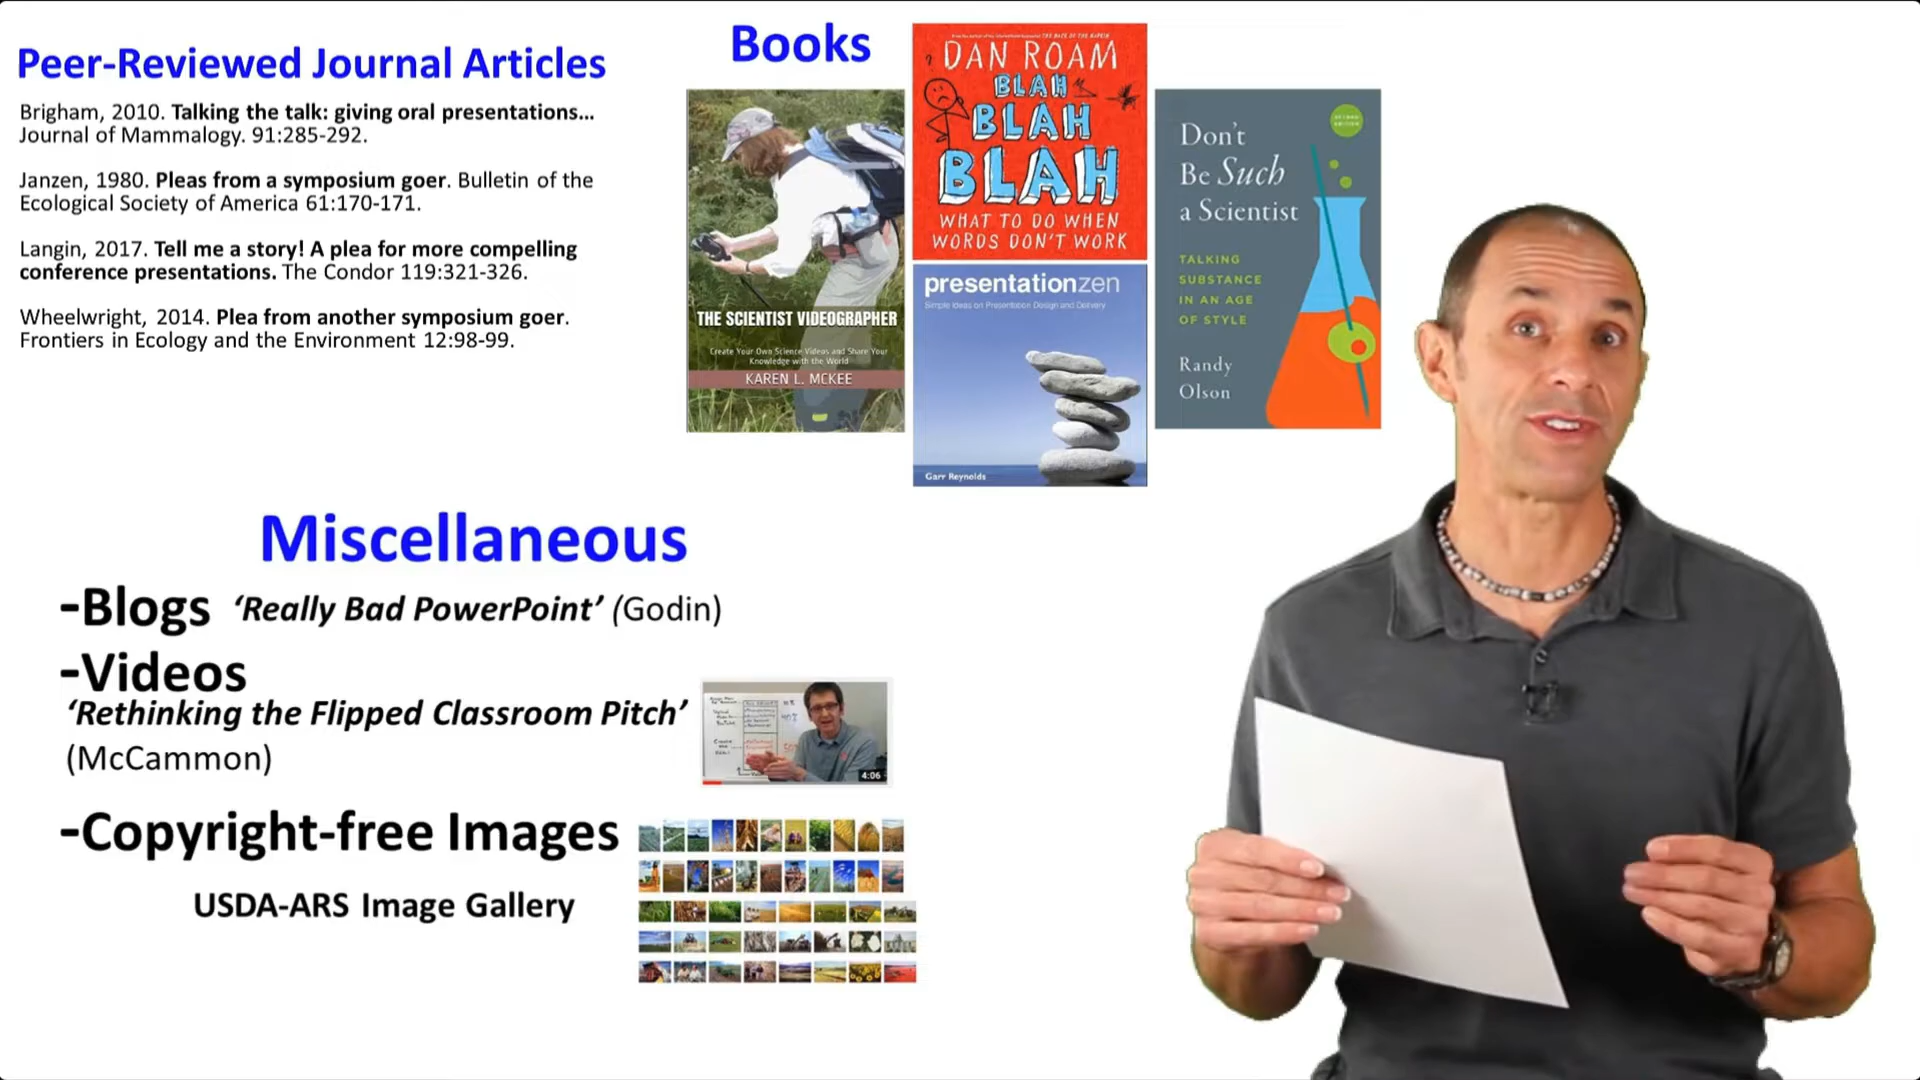 Peer-Reviewed Journal Articles
Brigham, 2010. Talking the talk: giving oral presentations...
Journal of Mammalogy. 91:285-292.
Janzen, 1980. Pleas from a symposium goer. Bulletin of the
Ecological Society of America 61:170-171.
Langin, 2017. Tell me a story! A plea for more compelling
conference presentations. The Condor 119:321-326.
Wheelwright, 2014. Plea from another symposium goer.
Frontiers in Ecology and the Environment 12:98-99.
Books
THE SCIENTIST VIDEOGRAPHER
Create Your Own Science Videos and Share Your
Knowledge with the World
KAREN L. MCKEE
DAN ROAM
BLAH
BLAH
BLAH
WHAT TO DO WHEN
WORDS DON'T WORK
presentationzen
Simple Ideas on Presentation Design and Delivery
Garr Reynolds
SECOND
EDITION
Don't
Be Such
a Scientist
TALKING
SUBSTANCE
IN AN AGE
OF STYLE
Randy
Olson
Miscellaneous
-Blogs 'Really Bad PowerPoint' (Godin)
-Videos
'Rethinking the Flipped Classroom Pitch'
(McCammon)
4:06
-Copyright-free Images
USDA-ARS Image Gallery